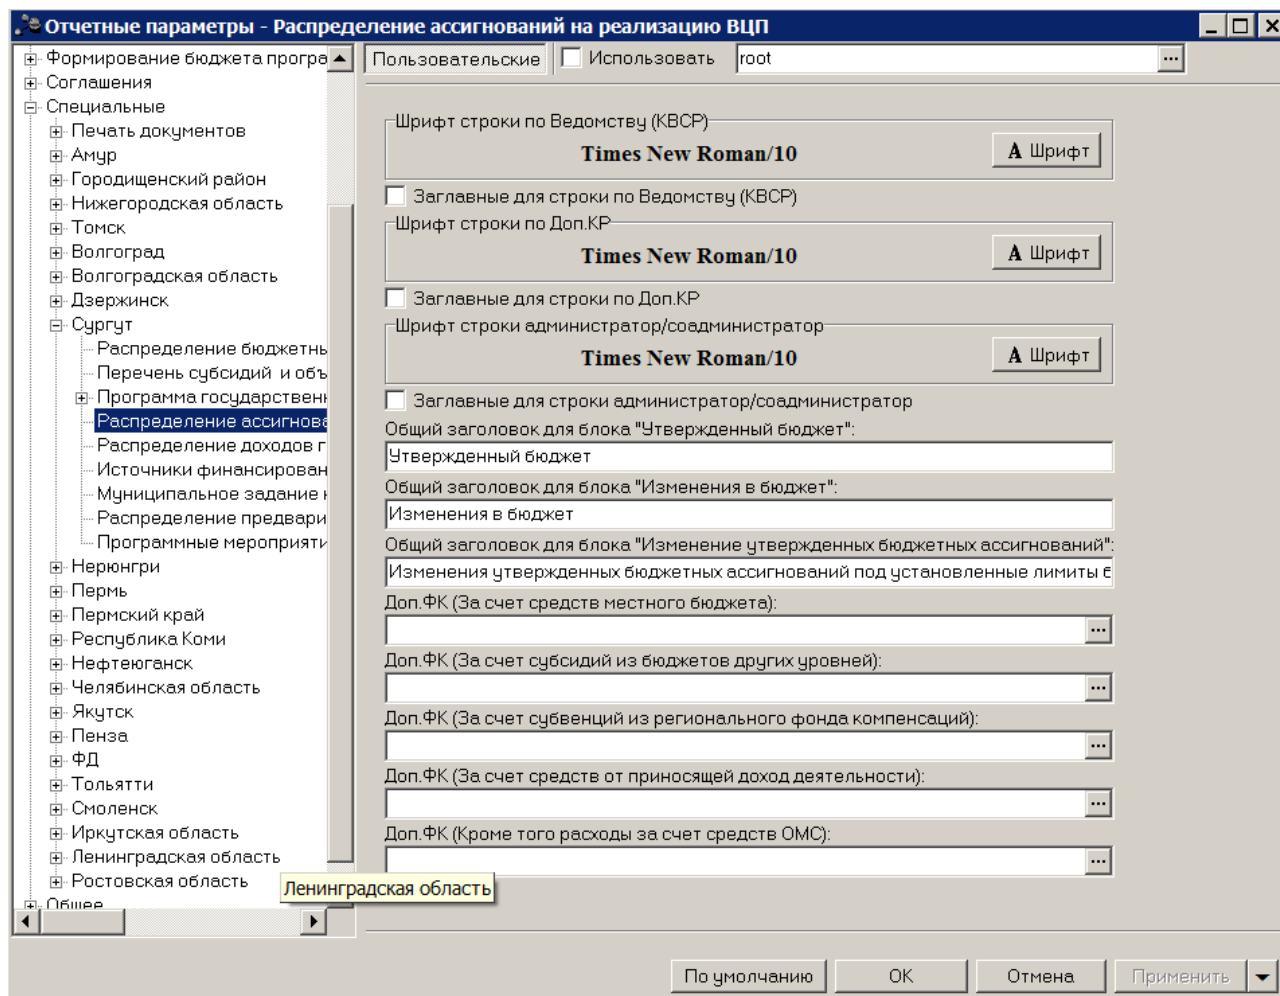 Отчетные параметры - Распределение ассигнований на реализацию ВЦП
Формирование бюджета програ
Соглашения
Специальные
Печать документов
Амур
Городищенский район
Нижегородская область
Томск
Волгоград
Волгоградская область
Дзержинск
Сургут
Распределение бюджетнь
Перечень субсидий и объ
Программа государствен
Распределение ассигнова
Распределение доходов г
Источники финансирован
Муниципальное задание
Распределение предвари
Программные мероприяти
Нерюнгри
Пермь
Пермский край
Республика Коми
Нефтеюганск
Челябинская область
Якутск
Пенза
ФД
Тольятти
Смоленск
Иркутская область
Ленинградская область
Ростовская область
Общее
Ленинградская область
Пользовательские
Использовать
root
...
Шрифт строки по Ведомству (КВСР)
Times New Roman/10
А Шрифт
Заглавные для строки по Ведомству (КВСР)
Шрифт строки по Доп.КР
Times New Roman/10
А Шрифт
Заглавные для строки по Доп.КР
Шрифт строки администратор/соадминистратор
Times New Roman/10
А Шрифт
Заглавные для строки администратор/соадминистратор
Общий заголовок для блока "Утвержденный бюджет":
Утвержденный бюджет
Общий заголовок для блока "Изменения в бюджет":
Изменения в бюджет
Общий заголовок для блока "Изменение утвержденных бюджетных ассигнований":
Изменения утвержденных бюджетных ассигнований под установленные лимиты б
Доп.ФК (За счет средств местного бюджета):
...
Доп.ФК (За счет субсидий из бюджетов других уровней):
...
Доп.ФК (За счет субвенций из регионального фонда компенсаций):
...
Доп.ФК (За счет средств от приносящей доход деятельности):
...
Доп.ФК (Кроме того расходы за счет средств ОМС):
...
По умолчанию
ОК
Отмена
Применить